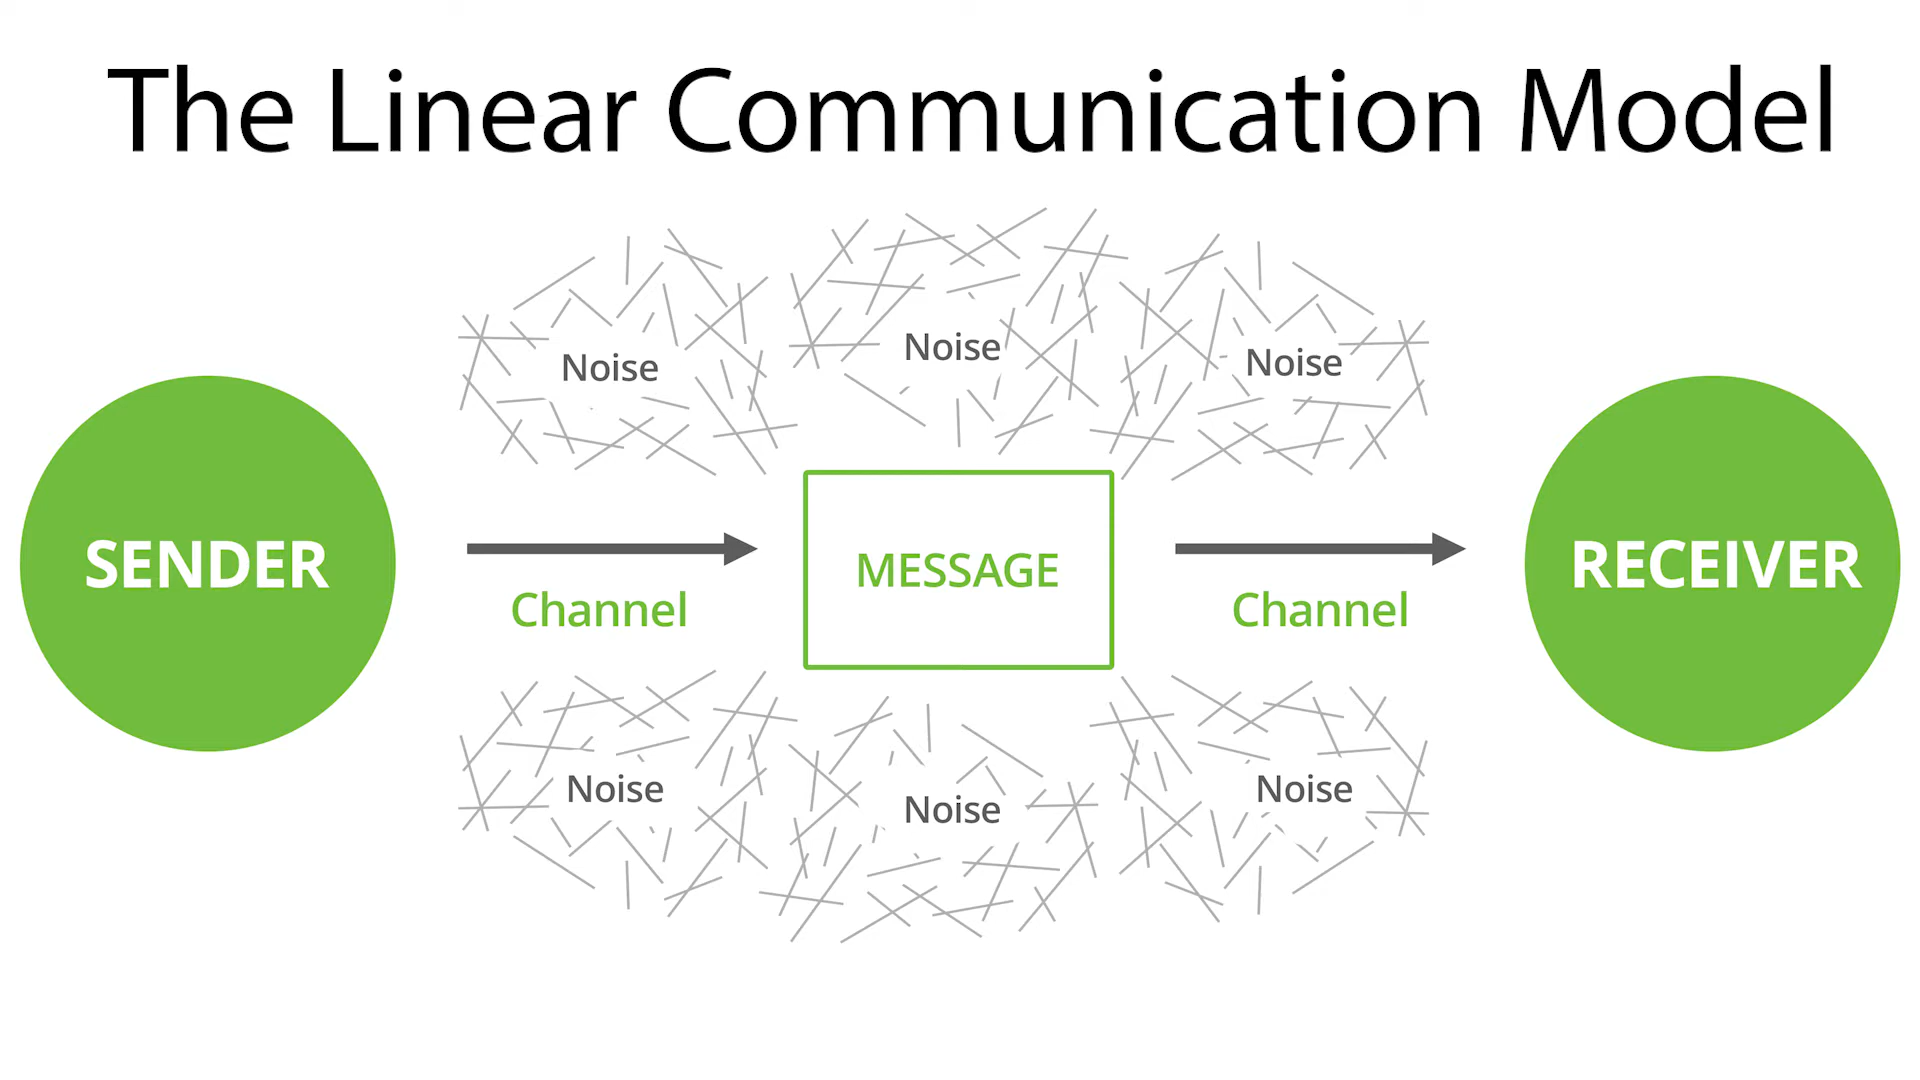 The Linear Communication Model
Noise
Noise
Noise
SENDER
Channel
MESSAGE
Channel
RECEIVER
Noise
Noise
Noise